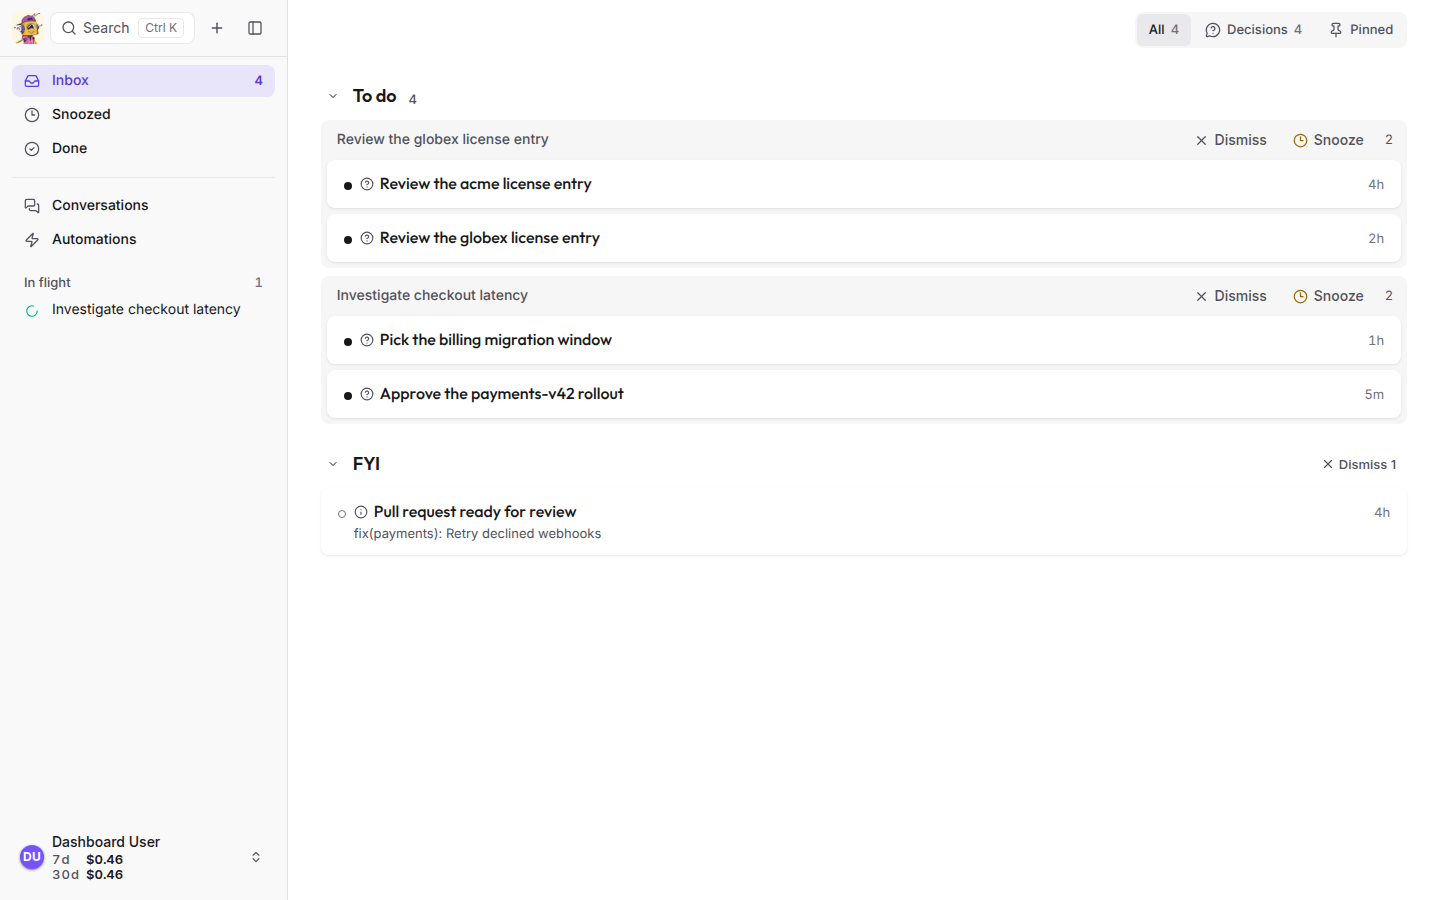 Search Ctrl K
Inbox 4
Snoozed
Done
Conversations
Automations
In flight 1
Investigate checkout latency
DU
Dashboard User
7d $0.46
30d $0.46
All 4 Decisions 4 Pinned
To do 4
Review the globex license entry Dismiss Snooze 2
Review the acme license entry 4h
Review the globex license entry 2h
Investigate checkout latency Dismiss Snooze 2
Pick the billing migration window 1h
Approve the payments-v42 rollout 5m
FYI Dismiss 1
Pull request ready for review 4h
fix(payments): Retry declined webhooks